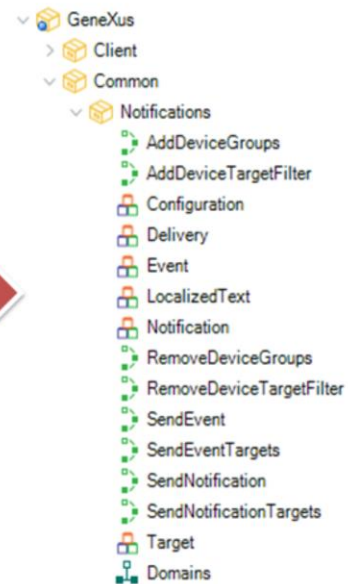 GeneXus
Client
Common
Notifications
AddDeviceGroups
AddDeviceTargetFilter
Configuration
Delivery
Event
LocalizedText
Notification
RemoveDeviceGroups
RemoveDeviceTargetFilter
SendEvent
SendEventTargets
SendNotification
SendNotificationTargets
Target
Domains